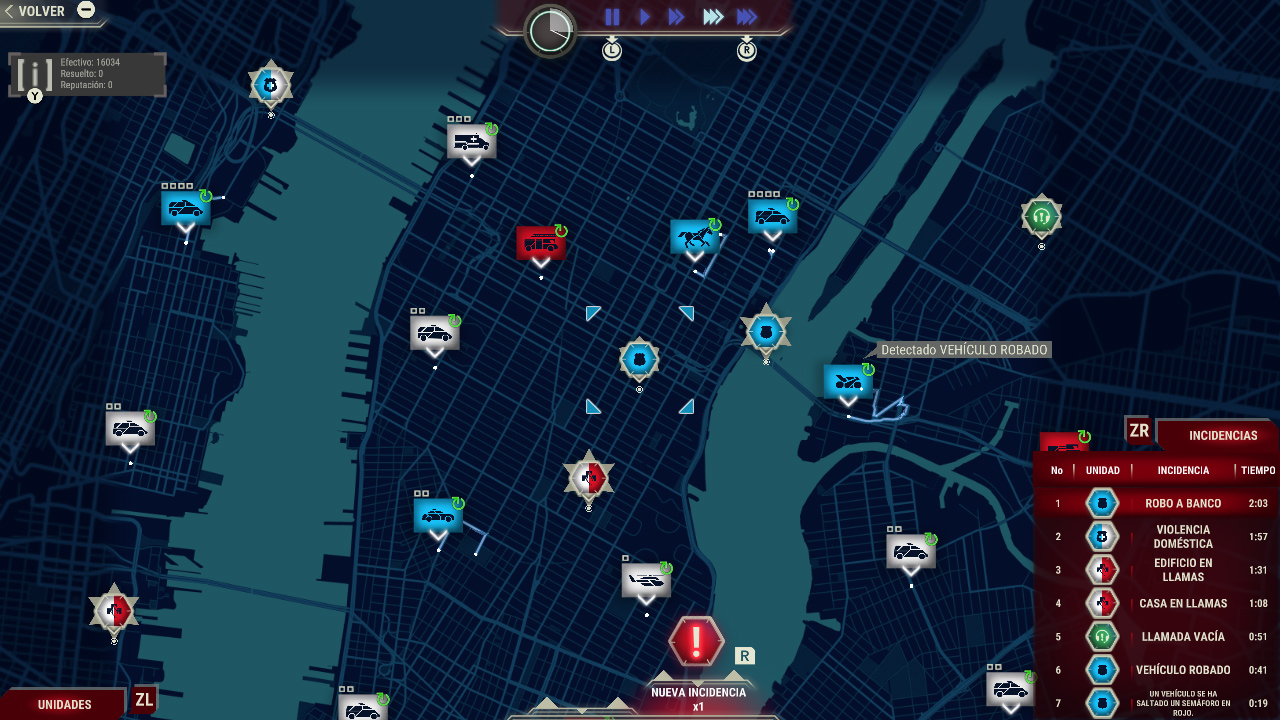 VOLVER
L
R
Efectivo: 16034
Resuelto: 0
Reputación: 0
Y
Detectado VEHÍCULO ROBADO
ZR
INCIDENCIAS
No UNIDAD INCIDENCIA TIEMPO
1 ROBO A BANCO 2:03
2 VIOLENCIA DOMÉSTICA 1:57
3 EDIFICIO EN LLAMAS 1:31
4 CASA EN LLAMAS 1:08
5 LLAMADA VACÍA 0:51
6 VEHÍCULO ROBADO 0:41
7 UN VEHÍCULO SE HA SALTADO UN SEMÁFORO EN ROJO. 0:19
!
R
NUEVA INCIDENCIA
x1
UNIDADES
ZL